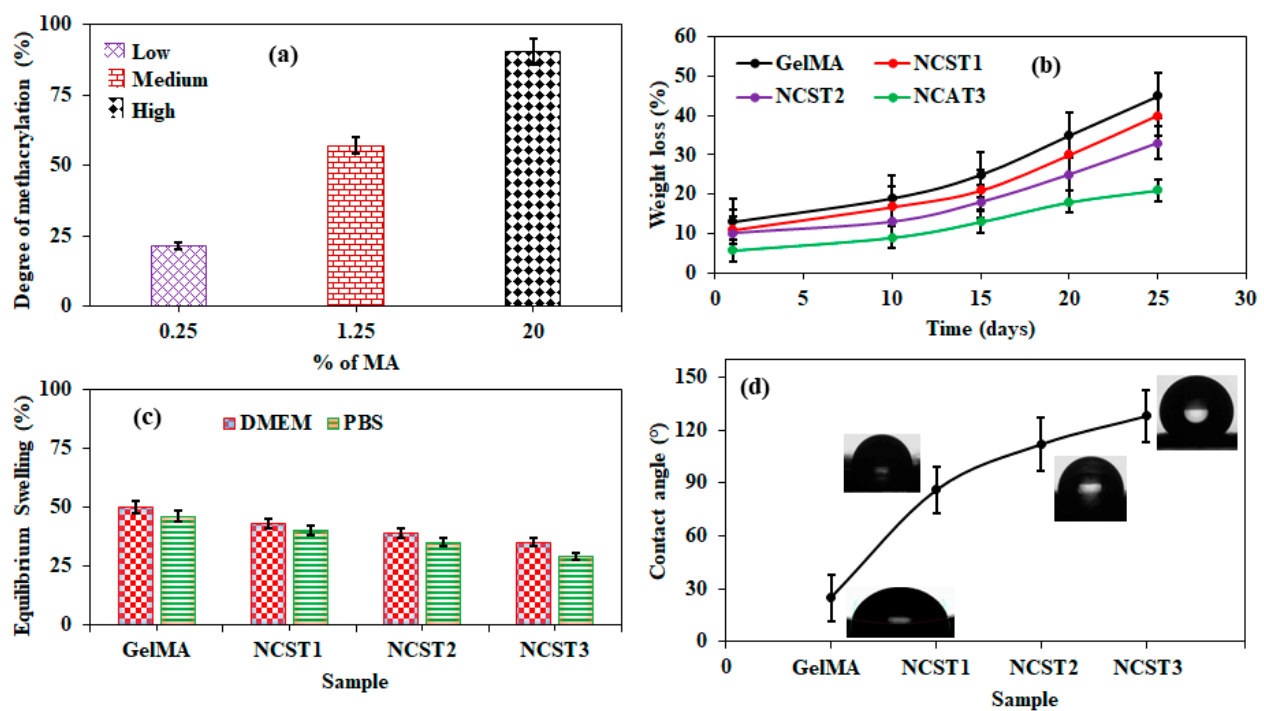 100
75
50
25
0
Degree of methacrylation (%)
Low
Medium
High
(a)
0.25 1.25 20
% of MA
60
50
40
30
20
10
0
Weight loss (%)
GelMA NCST1
NCST2 NCAT3
(b)
0 5 10 15 20 25 30
Time (days)
100
75
50
25
0
Equilibrium Swelling (%)
(c)
DMEM PBS
GelMA NCST1 NCST2 NCST3
Sample
150
120
90
60
30
0
Contact angle (°)
(d)
0 GelMA NCST1 NCST2 NCST3
Sample